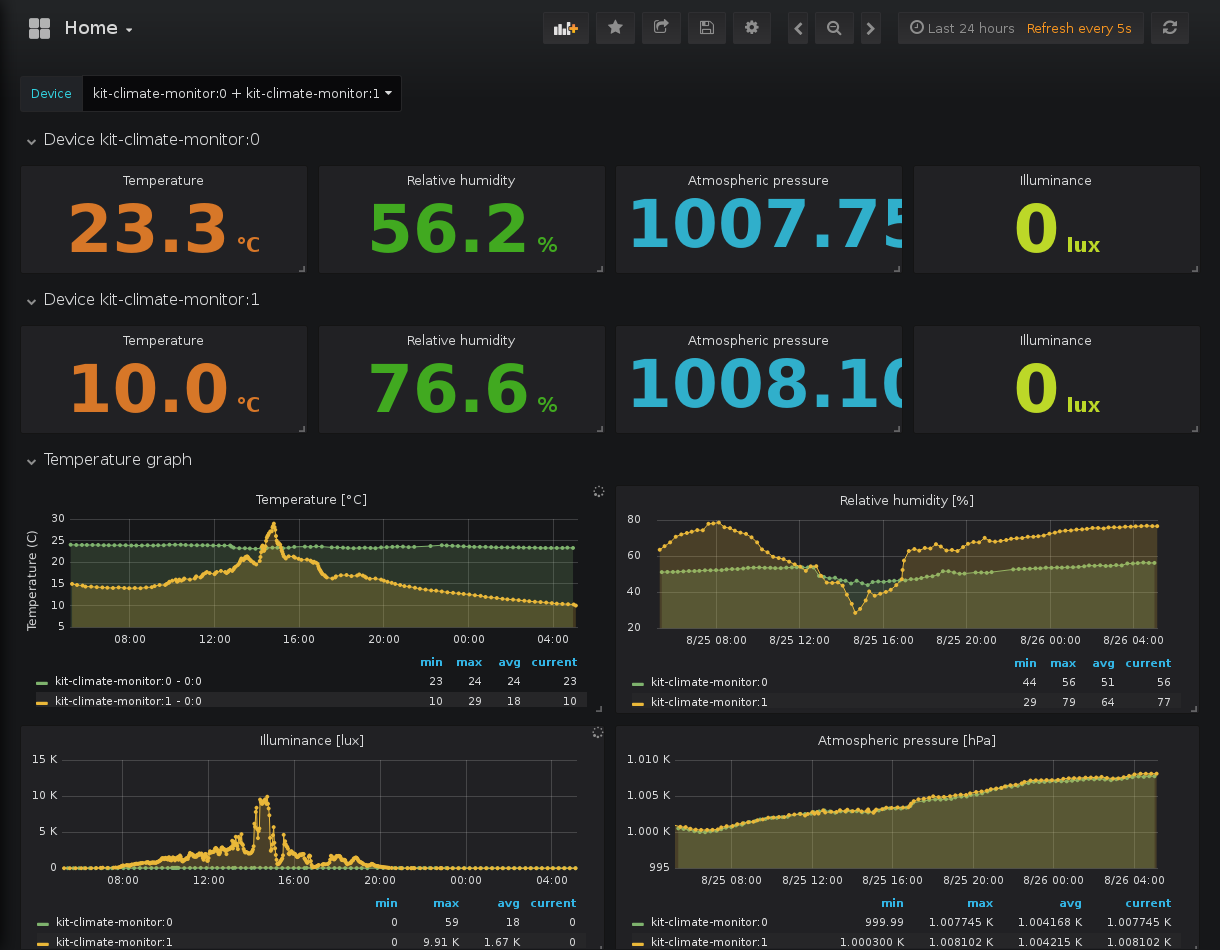 Home
Last 24 hours Refresh every 5s
Device kit-climate-monitor:0 + kit-climate-monitor:1
Device kit-climate-monitor:0
Temperature Relative humidity Atmospheric pressure Illuminance
23.3 °C 56.2 % 1007.75 0 lux
Device kit-climate-monitor:1
Temperature Relative humidity Atmospheric pressure Illuminance
10.0 °C 76.6 % 1008.10 0 lux
Temperature graph
Temperature [°C]
Temperature (C)
30
25
20
15
10
5
08:00 12:00 16:00 20:00 00:00 04:00
min max avg current
kit-climate-monitor:0 - 0:0 23 24 24 23
kit-climate-monitor:1 - 0:0 10 29 18 10
Relative humidity [%]
80
60
40
20
8/25 08:00 8/25 12:00 8/25 16:00 8/25 20:00 8/26 00:00 8/26 04:00
min max avg current
kit-climate-monitor:0 44 56 51 56
kit-climate-monitor:1 29 79 64 77
Illuminance [lux]
15 K
10 K
5 K
0
08:00 12:00 16:00 20:00 00:00 04:00
min max avg current
kit-climate-monitor:0 0 59 18 0
kit-climate-monitor:1 0 9.91 K 1.67 K 0
Atmospheric pressure [hPa]
1.010 K
1.005 K
1.000 K
995
8/25 08:00 8/25 12:00 8/25 16:00 8/25 20:00 8/26 00:00 8/26 04:00
min max avg current
kit-climate-monitor:0 999.99 1.007745 K 1.004168 K 1.007745 K
kit-climate-monitor:1 1.000300 K 1.008102 K 1.004215 K 1.008102 K